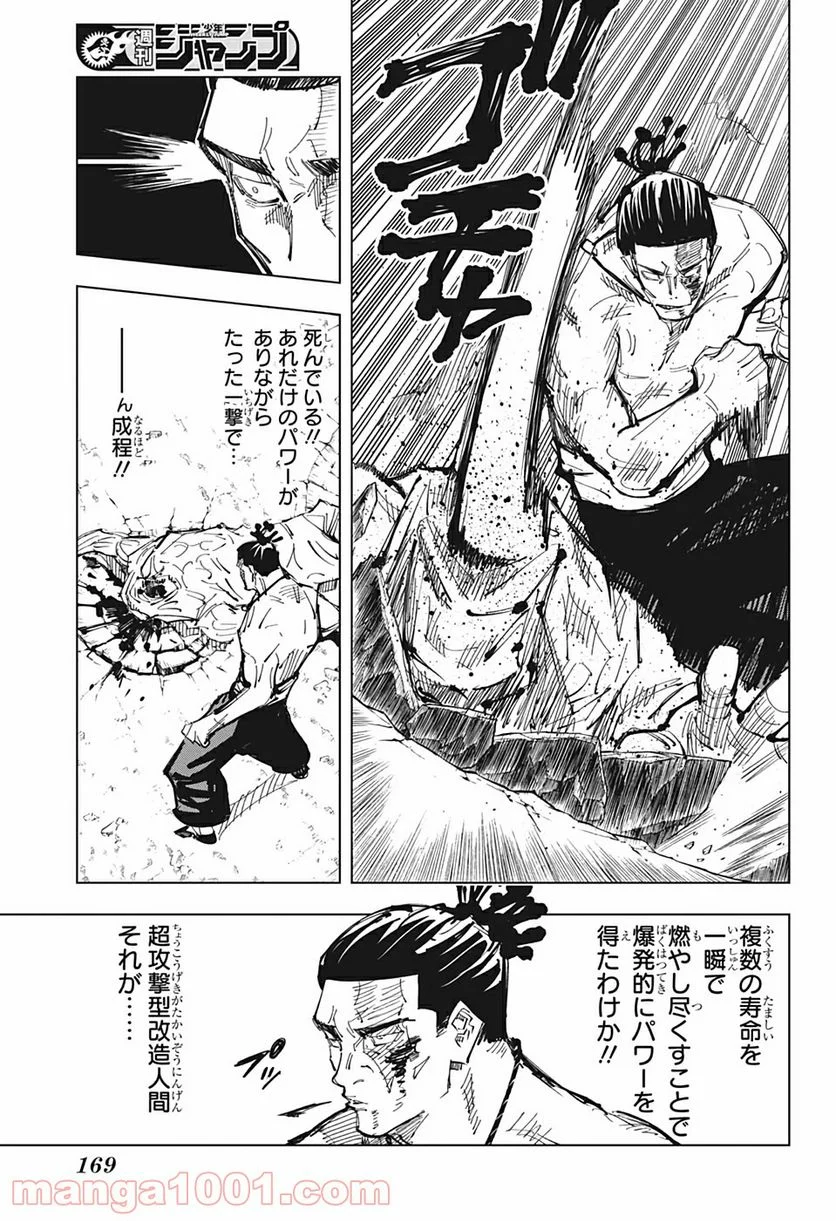 週刊少年ジャンプ
ゴキッ
死んでいる!!
あれだけのパワーが
ありながら
たった一撃で…
――ん成程!!
複数の寿命を
一瞬で
燃やし尽くすことで
爆発的にパワーを
得たわけか!!
プッ
超攻撃型改造人間
それが……
169
manga1001.com